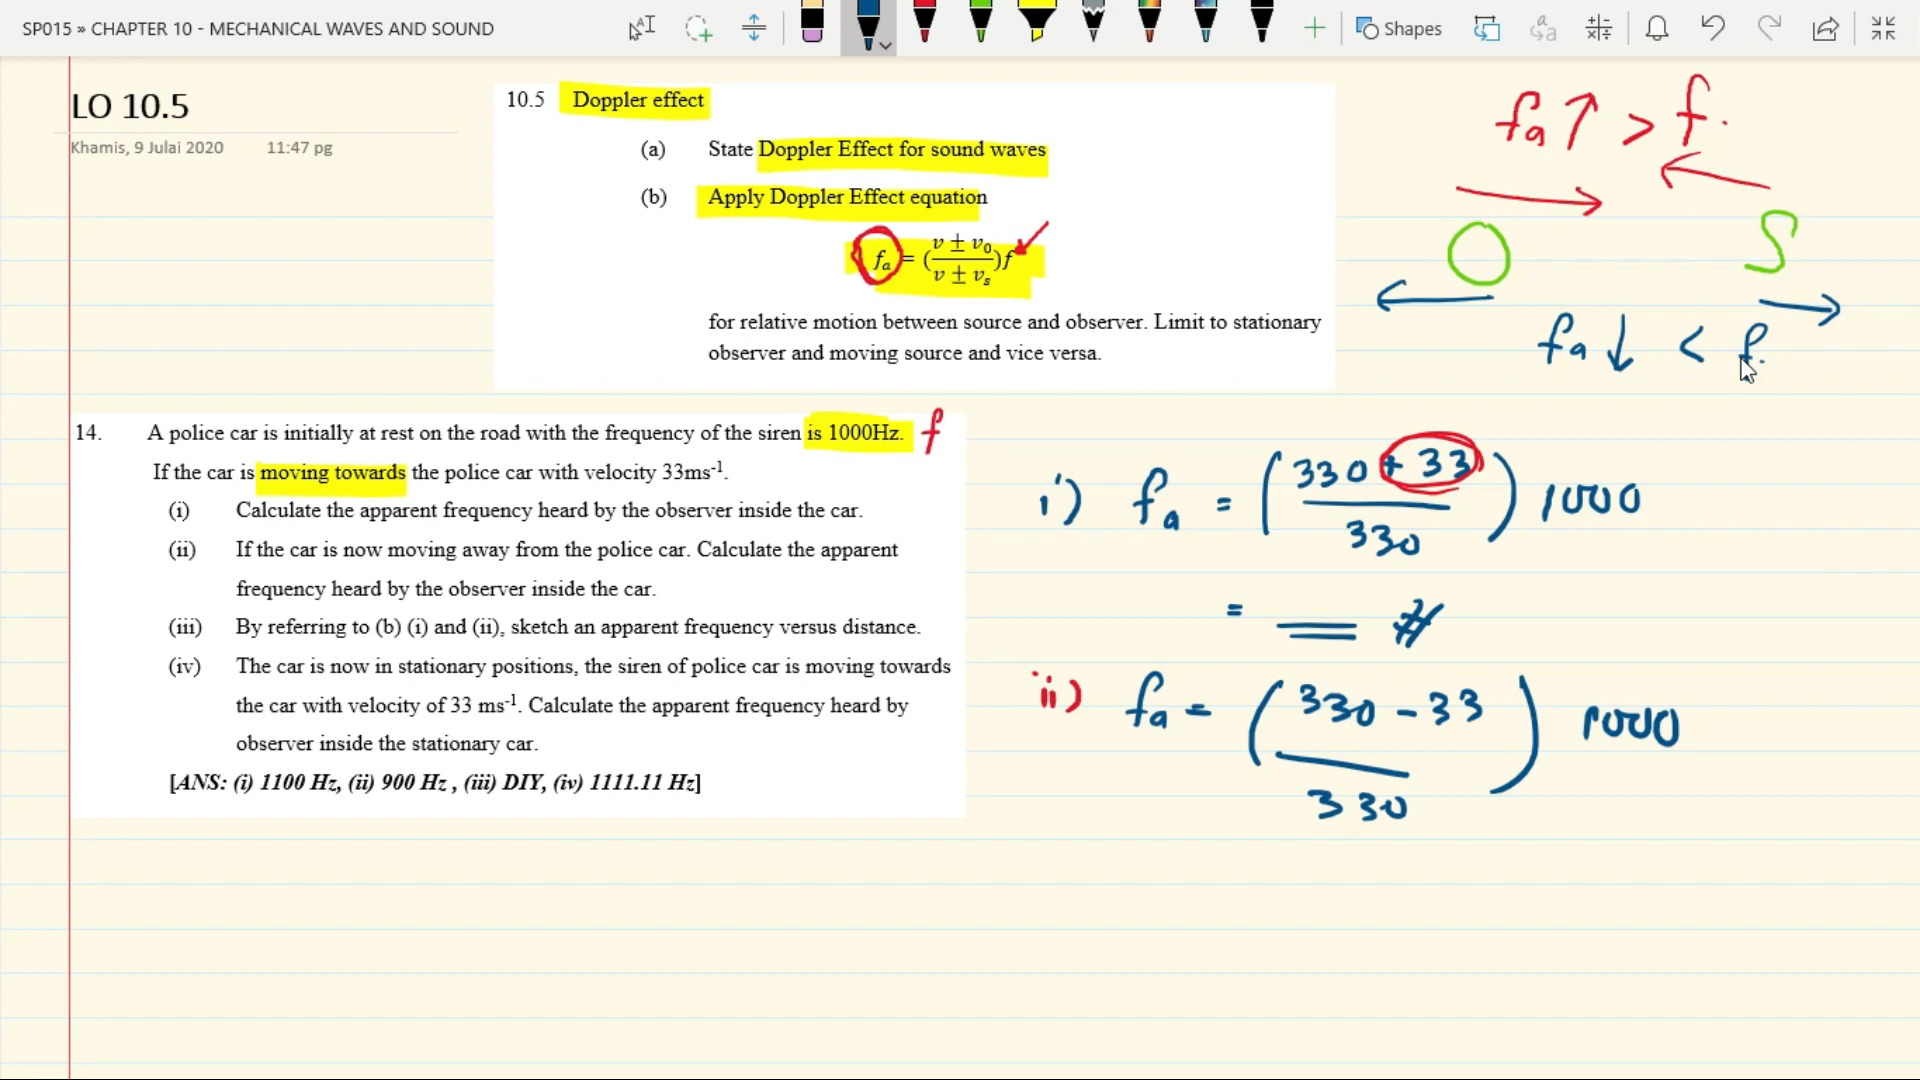 SP015 » CHAPTER 10 - MECHANICAL WAVES AND SOUND
Shapes
LO 10.5
Khamis, 9 Julai 2020 11:47 pg
10.5 Doppler effect
(a) State Doppler Effect for sound waves
(b) Apply Doppler Effect equation
fₐ = (v ± v₀ / v ± vₛ)f
for relative motion between source and observer. Limit to stationary
observer and moving source and vice versa.
fa ↑ > f.
O S
fa ↓ < f.
14. A police car is initially at rest on the road with the frequency of the siren is 1000Hz. f
If the car is moving towards the police car with velocity 33ms⁻¹.
(i) Calculate the apparent frequency heard by the observer inside the car.
(ii) If the car is now moving away from the police car. Calculate the apparent
frequency heard by the observer inside the car.
(iii) By referring to (b) (i) and (ii), sketch an apparent frequency versus distance.
(iv) The car is now in stationary positions, the siren of police car is moving towards
the car with velocity of 33 ms⁻¹. Calculate the apparent frequency heard by
observer inside the stationary car.
[ANS: (i) 1100 Hz, (ii) 900 Hz , (iii) DIY, (iv) 1111.11 Hz]
i) fa = (330 + 33 / 330) 1000
=
ii) fa = (330 - 33 / 330) 1000